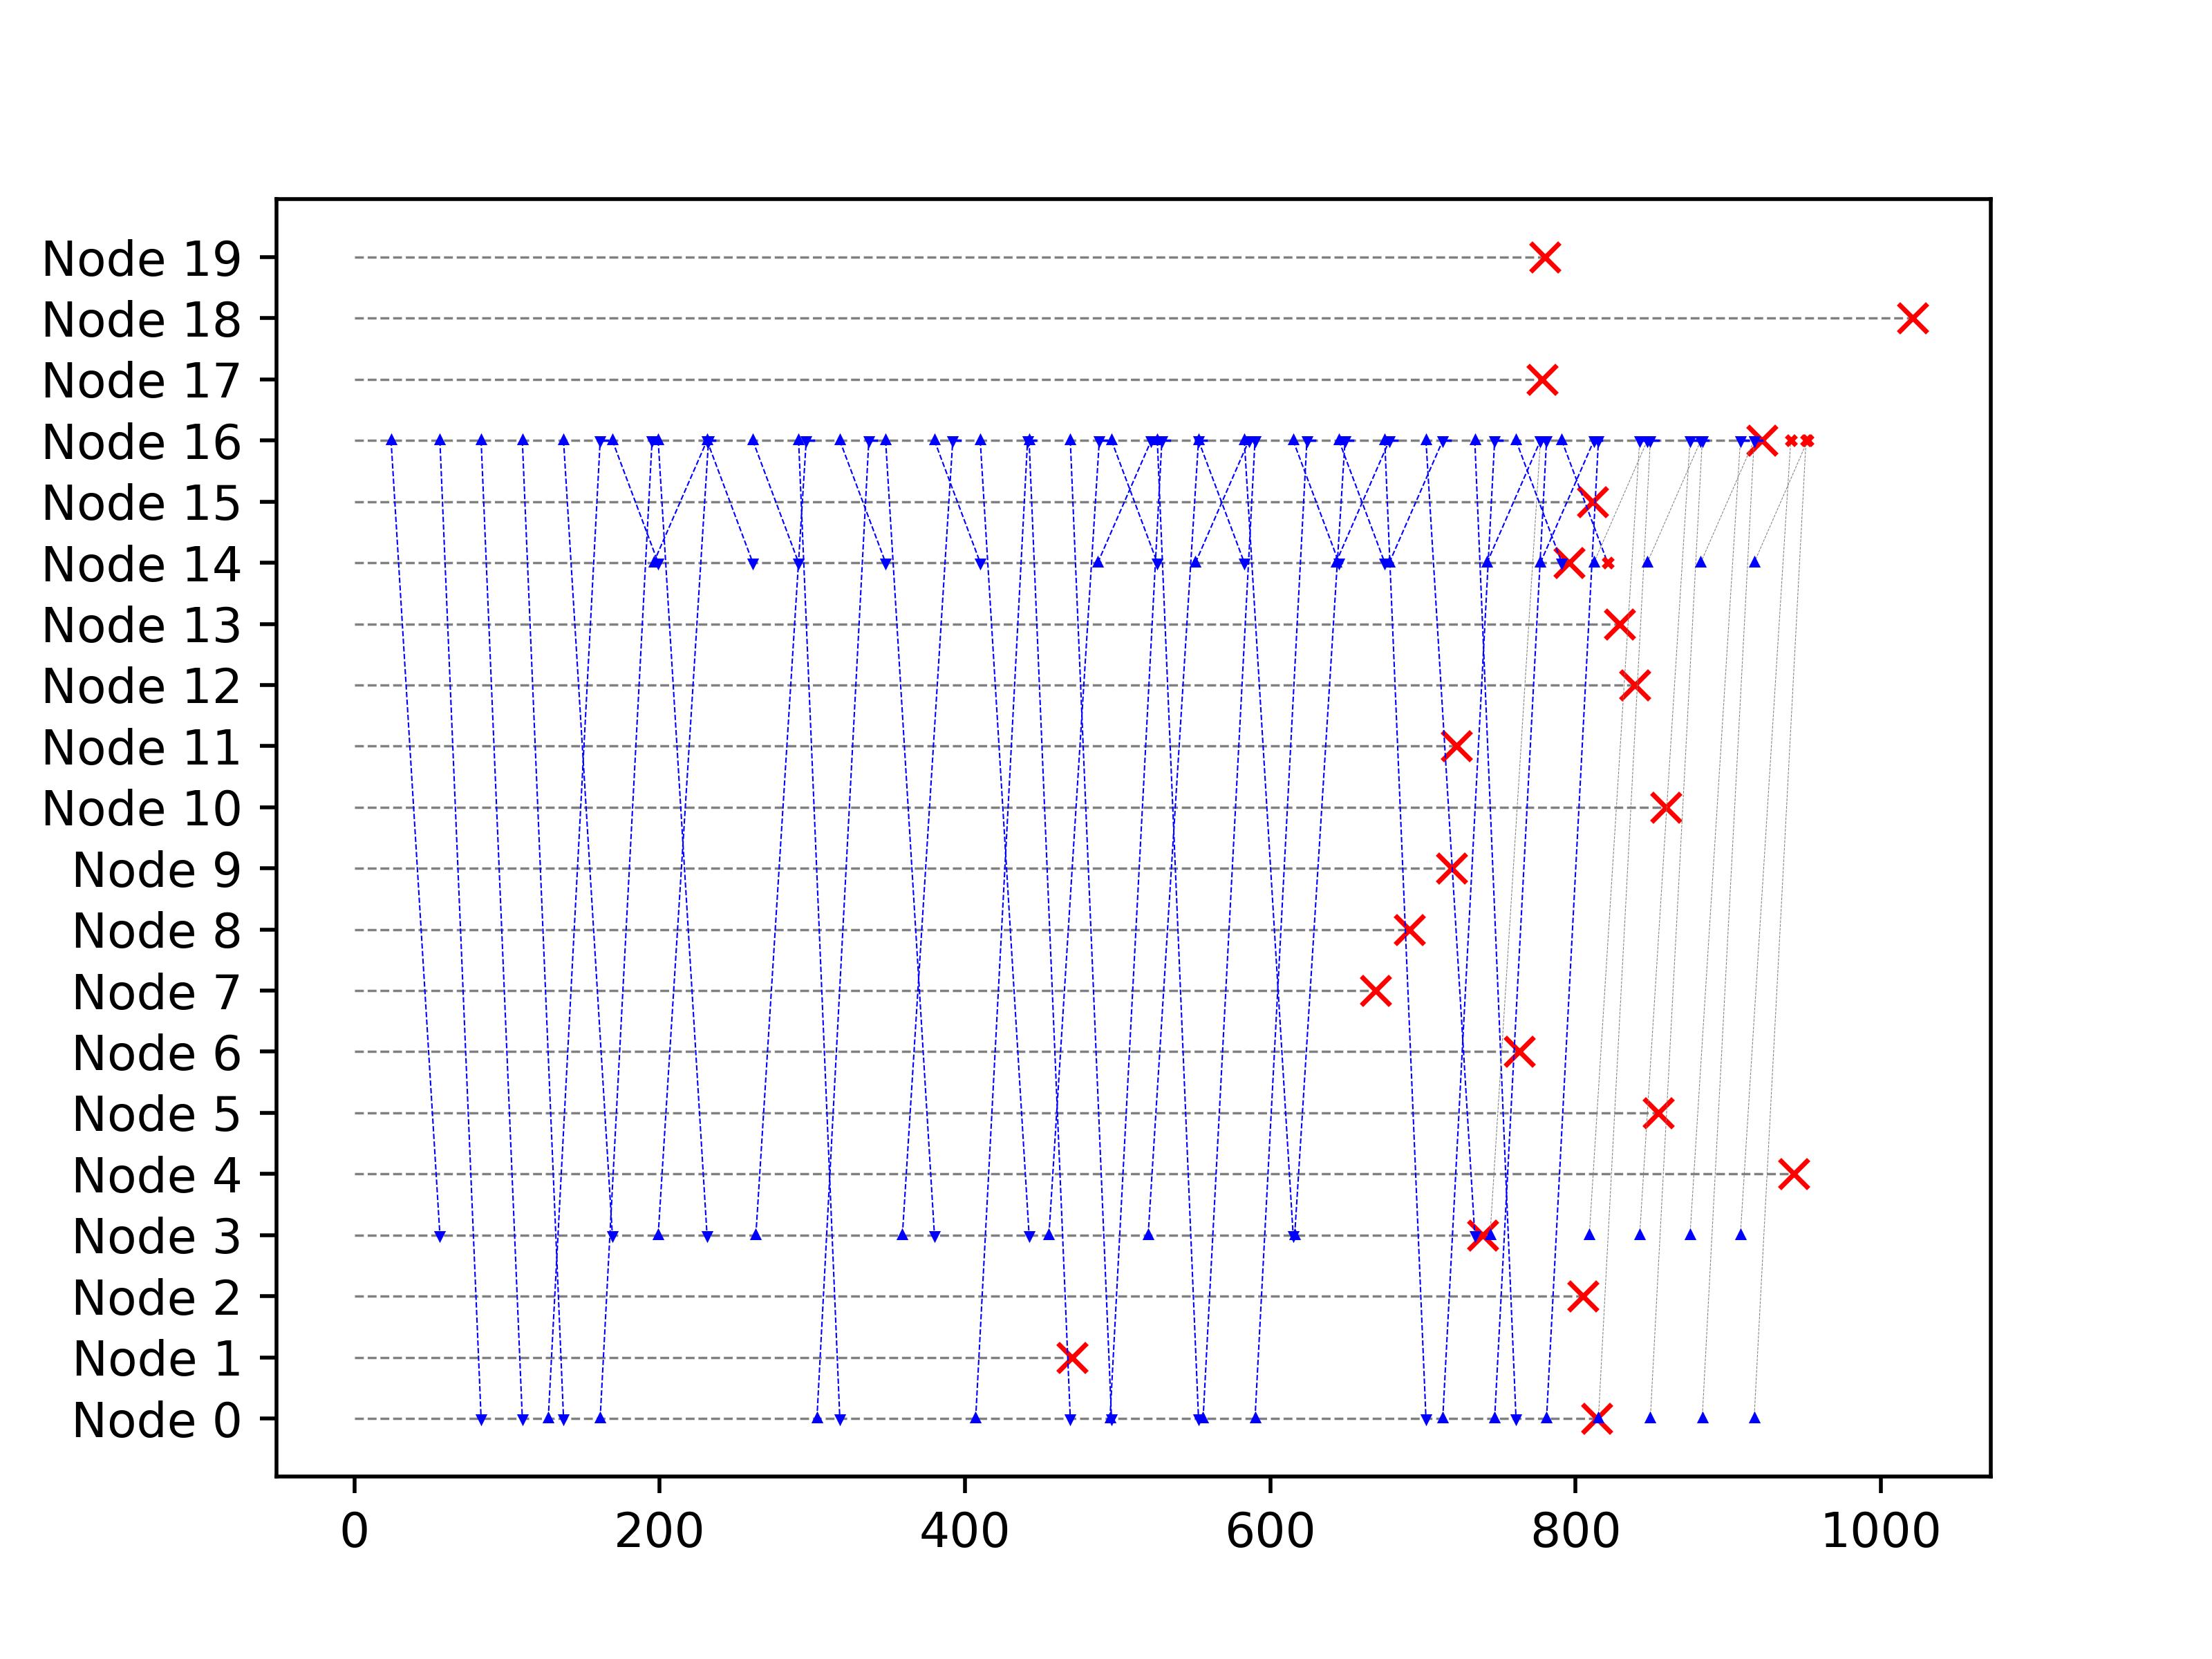 Node 19
Node 18
Node 17
Node 16
Node 15
Node 14
Node 13
Node 12
Node 11
Node 10
Node 9
Node 8
Node 7
Node 6
Node 5
Node 4
Node 3
Node 2
Node 1
Node 0
0 200 400 600 800 1000